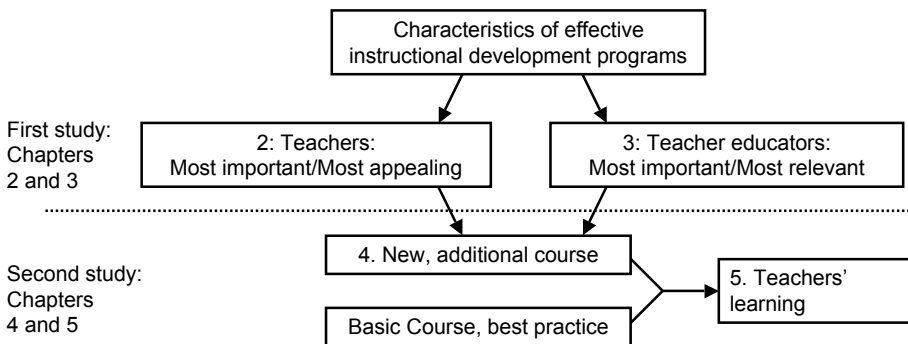 Characteristics of effective
instructional development programs
First study:
Chapters
2 and 3
2: Teachers:
Most important/Most appealing
3: Teacher educators:
Most important/Most relevant
4. New, additional course
Second study:
Chapters
4 and 5
5. Teachers’
learning
Basic Course, best practice